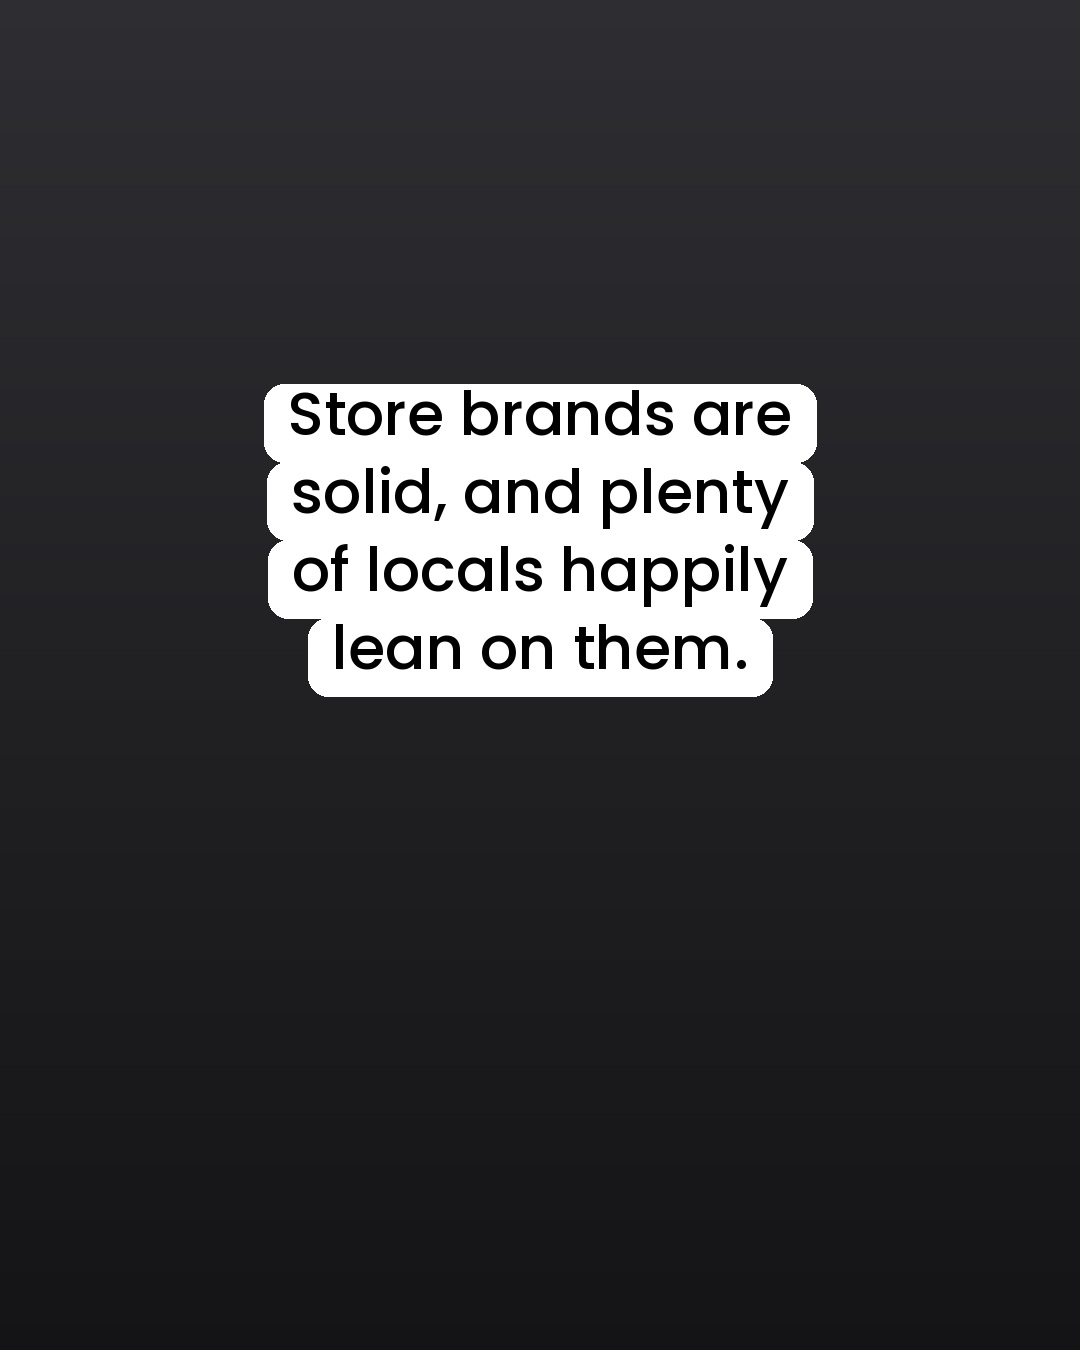 Store brands are
solid, and plenty
of locals happily
lean on them.